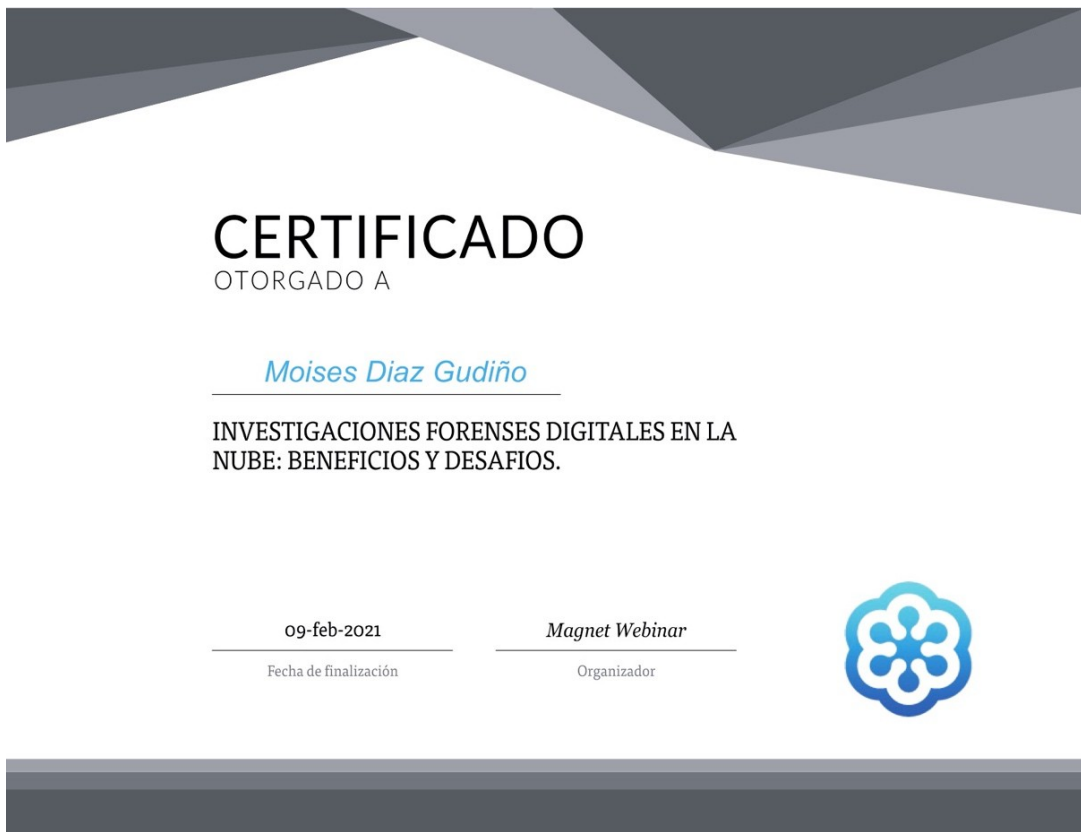 CERTIFICADO
OTORGADO A
Moises Diaz Gudiño
INVESTIGACIONES FORENSES DIGITALES EN LA
NUBE: BENEFICIOS Y DESAFIOS.
09-feb-2021
Magnet Webinar
Fecha de finalización
Organizador